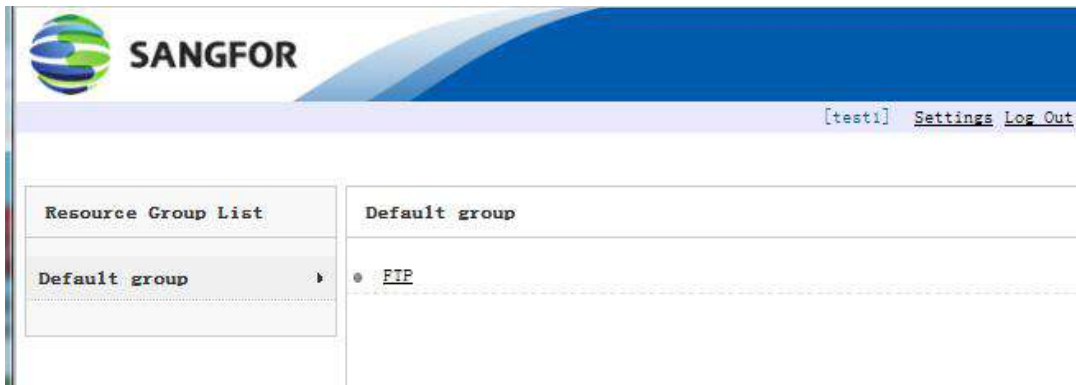 SANGFOR
[test1] Settings Log Out
Resource Group List
Default group
Default group
FTP